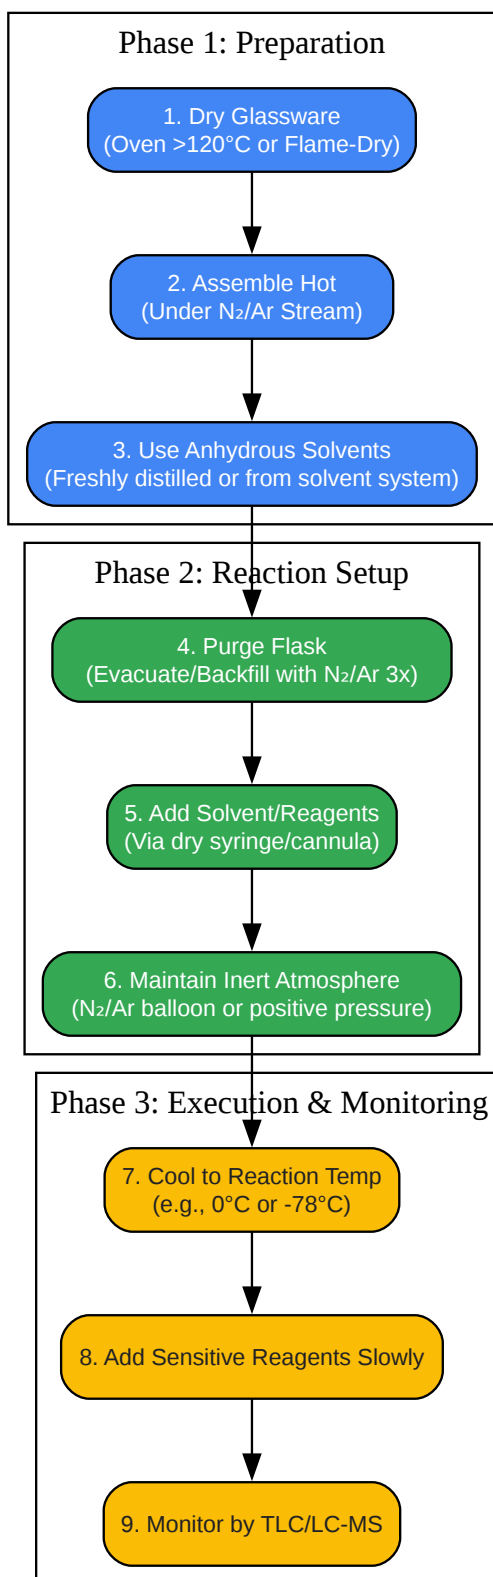 Phase 1: Preparation
1. Dry Glassware
(Oven >120°C or Flame-Dry)
2. Assemble Hot
(Under N₂/Ar Stream)
3. Use Anhydrous Solvents
(Freshly distilled or from solvent system)
Phase 2: Reaction Setup
4. Purge Flask
(Evacuate/Backfill with N₂/Ar 3x)
5. Add Solvent/Reagents
(Via dry syringe/cannula)
6. Maintain Inert Atmosphere
(N₂/Ar balloon or positive pressure)
Phase 3: Execution & Monitoring
7. Cool to Reaction Temp
(e.g., 0°C or -78°C)
8. Add Sensitive Reagents Slowly
9. Monitor by TLC/LC-MS